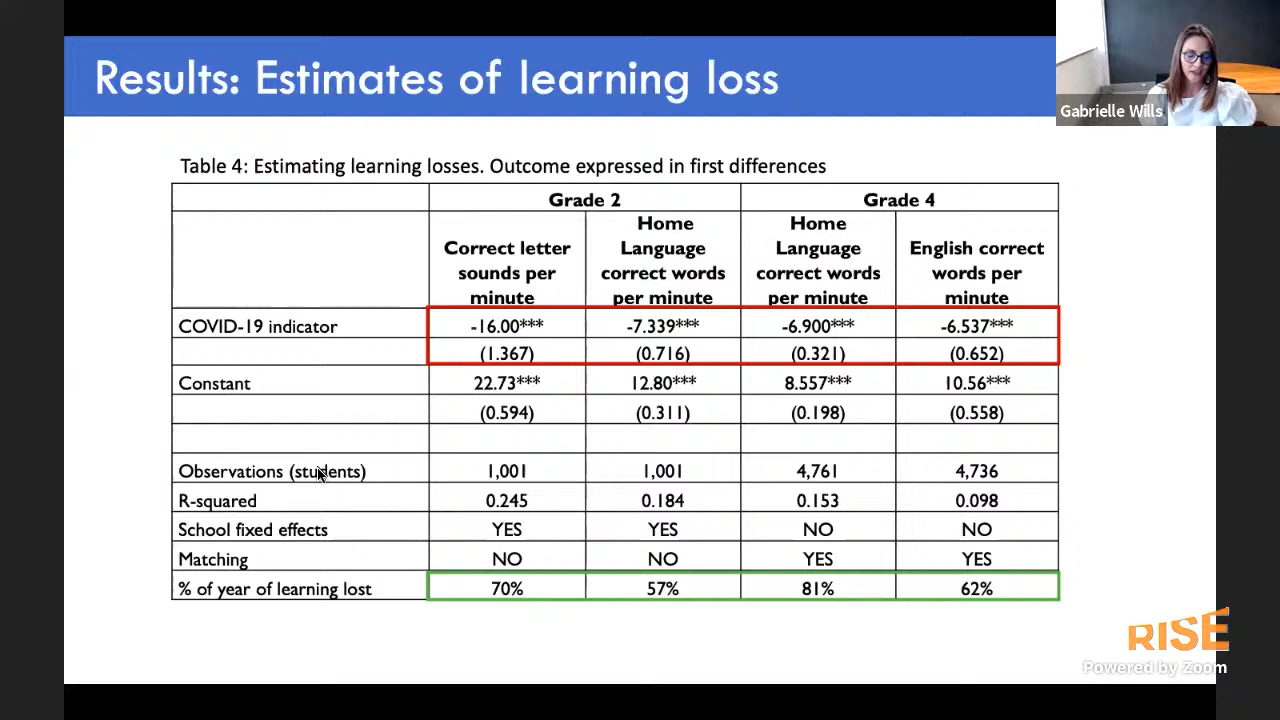 Results: Estimates of learning loss
Gabrielle Wills
Table 4: Estimating learning losses. Outcome expressed in first differences
Grade 2 Grade 4
Correct letter sounds per minute Home Language correct words per minute Home Language correct words per minute English correct words per minute
COVID-19 indicator -16.00*** -7.339*** -6.900*** -6.537***
(1.367) (0.716) (0.321) (0.652)
Constant 22.73*** 12.80*** 8.557*** 10.56***
(0.594) (0.311) (0.198) (0.558)
Observations (students) 1,001 1,001 4,761 4,736
R-squared 0.245 0.184 0.153 0.098
School fixed effects YES YES NO NO
Matching NO NO YES YES
% of year of learning lost 70% 57% 81% 62%
RISE
Powered by Zoom